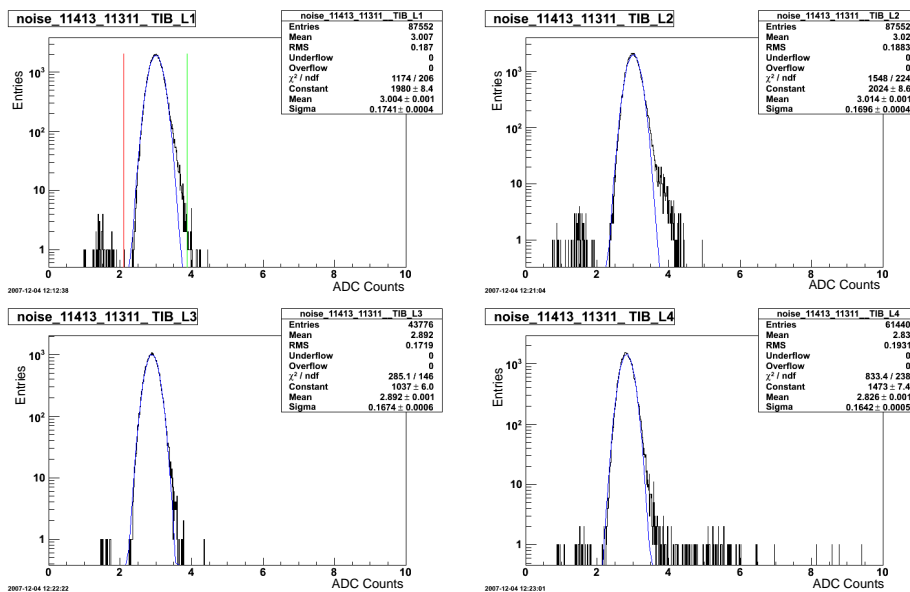 noise_11413_11311_ TIB_L1
noise_11413_11311__TIB_L1
Entries 87552
Mean 3.007
RMS 0.187
Underflow 0
Overflow 0
χ² / ndf 1174 / 206
Constant 1980 ± 8.4
Mean 3.004 ± 0.001
Sigma 0.1741 ± 0.0004
Entries
10³
10²
10
1
0 2 4 6 8 10
ADC Counts
2007-12-04 12:12:38
noise_11413_11311_ TIB_L2
noise_11413_11311__TIB_L2
Entries 87552
Mean 3.02
RMS 0.1883
Underflow 0
Overflow 0
χ² / ndf 1548 / 224
Constant 2024 ± 8.6
Mean 3.014 ± 0.001
Sigma 0.1696 ± 0.0004
Entries
10³
10²
10
1
0 2 4 6 8 10
ADC Counts
2007-12-04 12:21:04
noise_11413_11311_ TIB_L3
noise_11413_11311__TIB_L3
Entries 43776
Mean 2.892
RMS 0.1719
Underflow 0
Overflow 0
χ² / ndf 285.1 / 146
Constant 1037 ± 6.0
Mean 2.892 ± 0.001
Sigma 0.1674 ± 0.0006
Entries
10³
10²
10
1
0 2 4 6 8 10
ADC Counts
2007-12-04 12:22:22
noise_11413_11311_ TIB_L4
noise_11413_11311__TIB_L4
Entries 61440
Mean 2.83
RMS 0.1931
Underflow 0
Overflow 0
χ² / ndf 833.4 / 238
Constant 1473 ± 7.4
Mean 2.826 ± 0.001
Sigma 0.1642 ± 0.0005
Entries
10³
10²
10
1
0 2 4 6 8 10
ADC Counts
2007-12-04 12:23:01